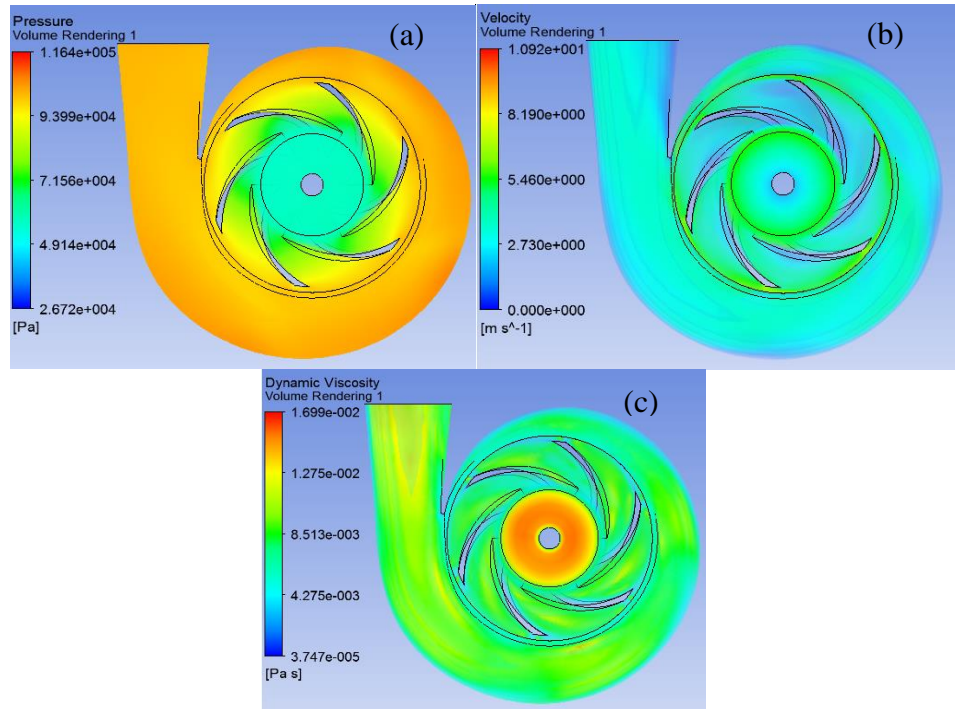 Pressure
Volume Rendering 1
(a)
1.164e+005
9.399e+004
7.156e+004
4.914e+004
2.672e+004
[Pa]
Velocity
Volume Rendering 1
(b)
1.092e+001
8.190e+000
5.460e+000
2.730e+000
0.000e+000
[m s^-1]
Dynamic Viscosity
Volume Rendering 1
(c)
1.699e-002
1.275e-002
8.513e-003
4.275e-003
3.747e-005
[Pa s]